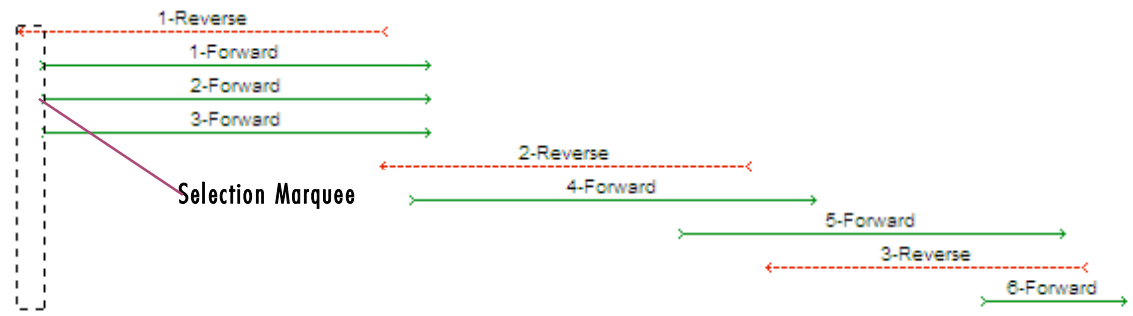 1-Reverse
1-Forward
2-Forward
3-Forward
2-Reverse
4-Forward
Selection Marquee
5-Forward
3-Reverse
6-Forward